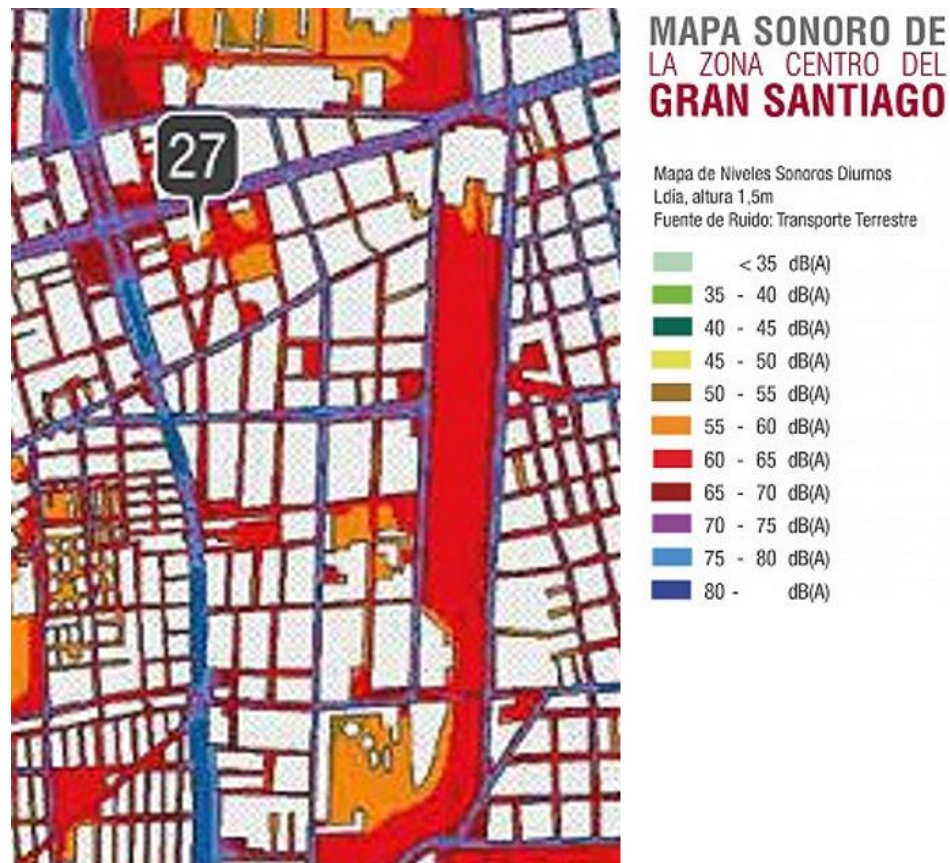 27
MAPA SONORO DE
LA ZONA CENTRO DEL
GRAN SANTIAGO
Mapa de Niveles Sonoros Diurnos
Ldía, altura 1,5m
Fuente de Ruido: Transporte Terrestre
< 35 dB(A)
35 - 40 dB(A)
40 - 45 dB(A)
45 - 50 dB(A)
50 - 55 dB(A)
55 - 60 dB(A)
60 - 65 dB(A)
65 - 70 dB(A)
70 - 75 dB(A)
75 - 80 dB(A)
80 - dB(A)